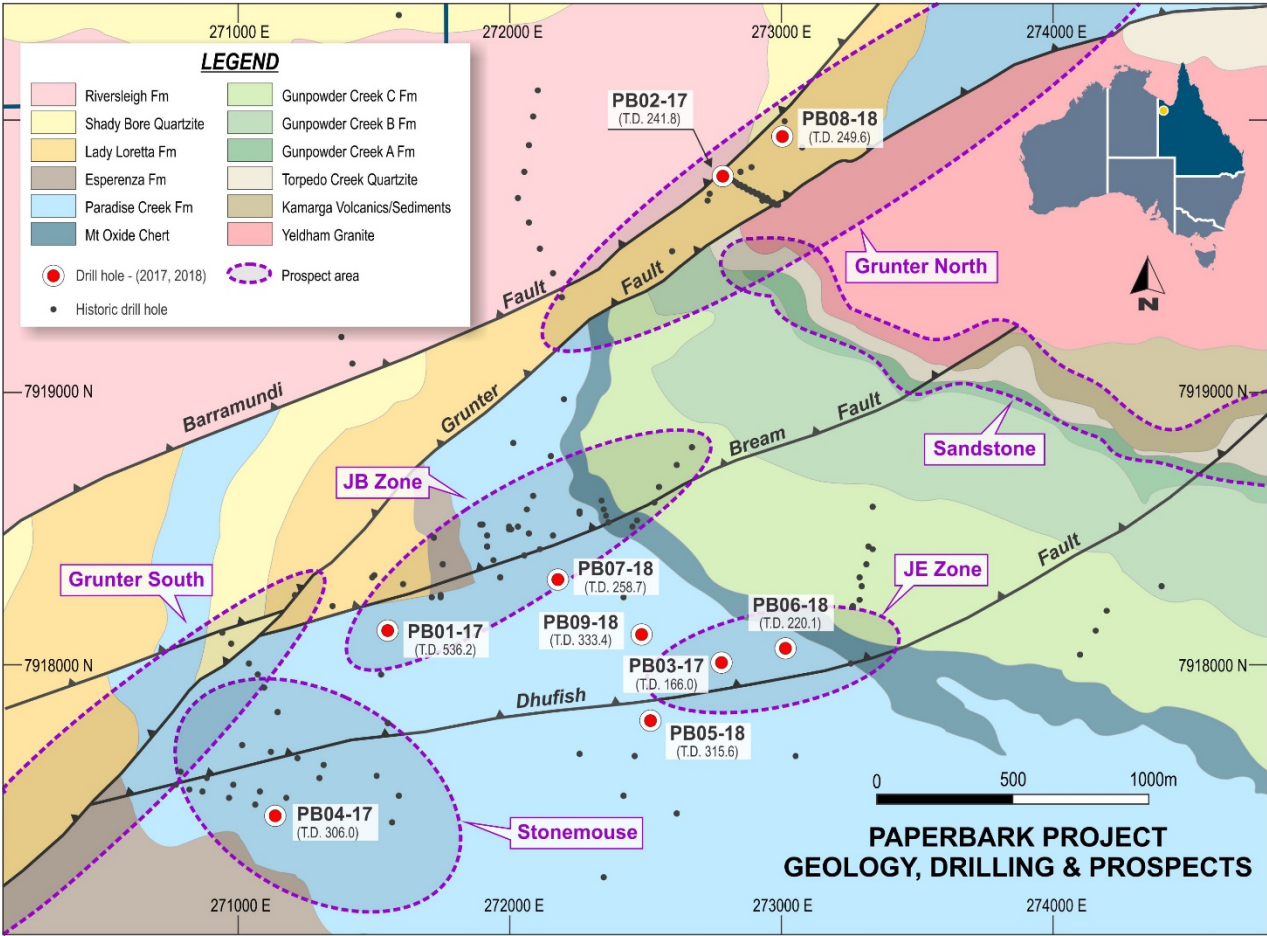 271000 E
272000 E
273000 E
274000 E
LEGEND
Riversleigh Fm
Shady Bore Quartzite
Lady Loretta Fm
Esperenza Fm
Paradise Creek Fm
Mt Oxide Chert
Gunpowder Creek C Fm
Gunpowder Creek B Fm
Gunpowder Creek A Fm
Torpedo Creek Quartzite
Kamarga Volcanics/Sediments
Yeldham Granite
Drill hole - (2017, 2018)
Prospect area
Historic drill hole
PB02-17
(T.D. 241.8)
PB08-18
(T.D. 249.6)
N
Grunter North
Barramundi Fault
Grunter Fault
7919000 N
7919000 N
Bream Fault
Sandstone
JB Zone
Grunter South
PB07-18
(T.D. 258.7)
JE Zone
PB01-17
(T.D. 536.2)
PB09-18
(T.D. 333.4)
PB06-18
(T.D. 220.1)
PB03-17
(T.D. 166.0)
7918000 N
7918000 N
Dhufish Fault
PB05-18
(T.D. 315.6)
PB04-17
(T.D. 306.0)
Stonemouse
0 500 1000m
PAPERBARK PROJECT
GEOLOGY, DRILLING & PROSPECTS
271000 E
272000 E
273000 E
274000 E